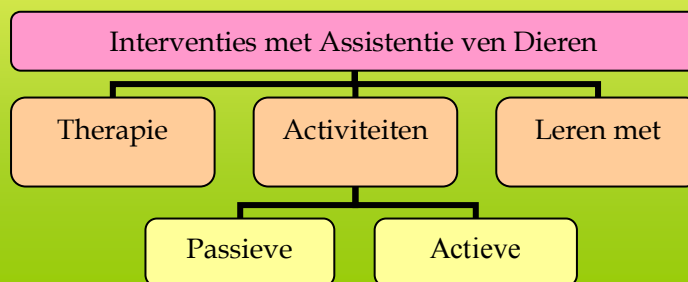 Interventies met Assistentie ven Dieren
Therapie
Activiteiten
Leren met
Passieve
Actieve